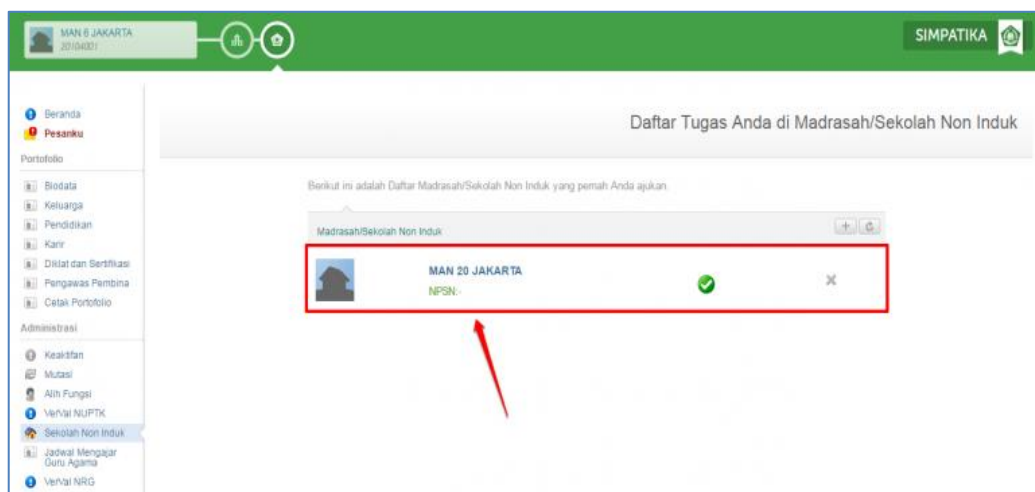 MAN 6 JAKARTA
20104001
SIMPATIKA
Beranda
Pesanku
Portofolio
Biodata
Keluarga
Pendidikan
Karir
Diklat dan Sertifikasi
Pengawas Pembina
Cetak Portofolio
Administrasi
Keaktifan
Mutasi
Alih Fungsi
VerVal NUPTK
Sekolah Non Induk
Jadwal Mengajar
Guru Agama
VerVal NRG
Daftar Tugas Anda di Madrasah/Sekolah Non Induk
Berikut ini adalah Daftar Madrasah/Sekolah Non Induk yang pernah Anda ajukan.
Madrasah/Sekolah Non Induk
MAN 20 JAKARTA
NPSN:-